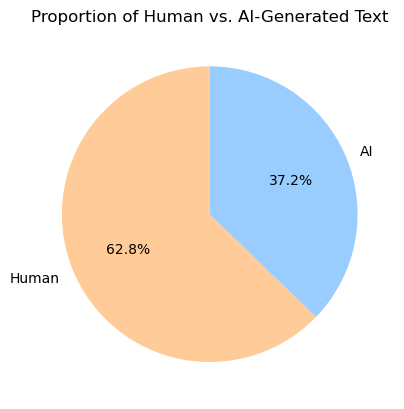 Proportion of Human vs. AI-Generated Text
AI
37.2%
62.8%
Human